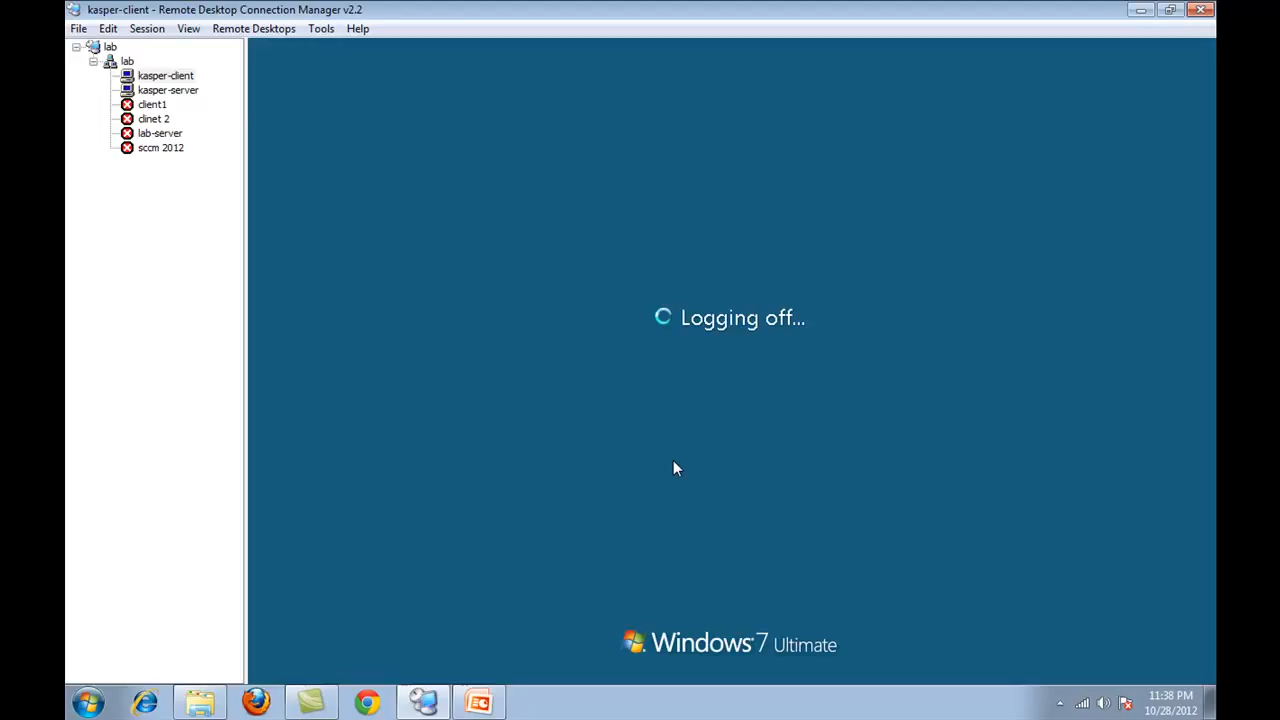 kasper-client - Remote Desktop Connection Manager v2.2
File Edit Session View Remote Desktops Tools Help
lab
lab
kasper-client
kasper-server
client1
clinet 2
lab-server
sccm 2012
Logging off...
Windows 7 Ultimate
11:38 PM
10/28/2012